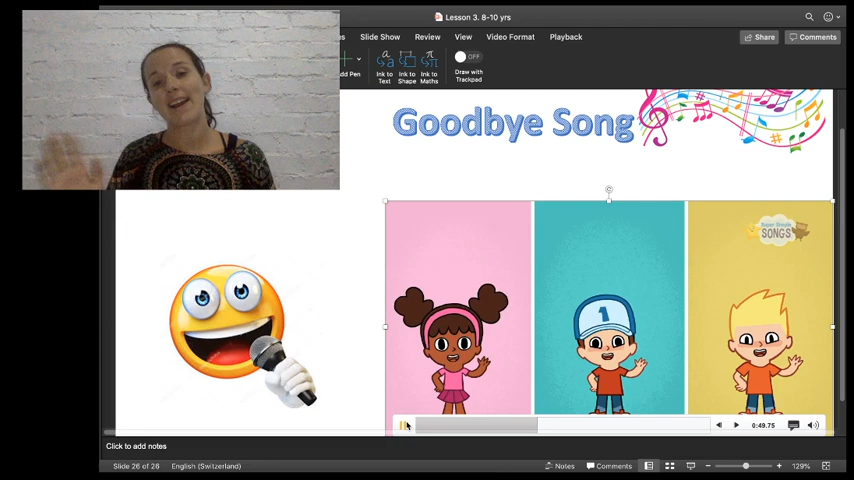 Lesson 3. 8-10 yrs
Slide Show Review View Video Format Playback
Share Comments
dd Pen
Ink to Text
Ink to Shape
Ink to Maths
OFF
Draw with Trackpad
Goodbye Song
Super Simple
SONGS
1
0:49.75
Click to add notes
Slide 26 of 26 English (Switzerland) Notes Comments 129%